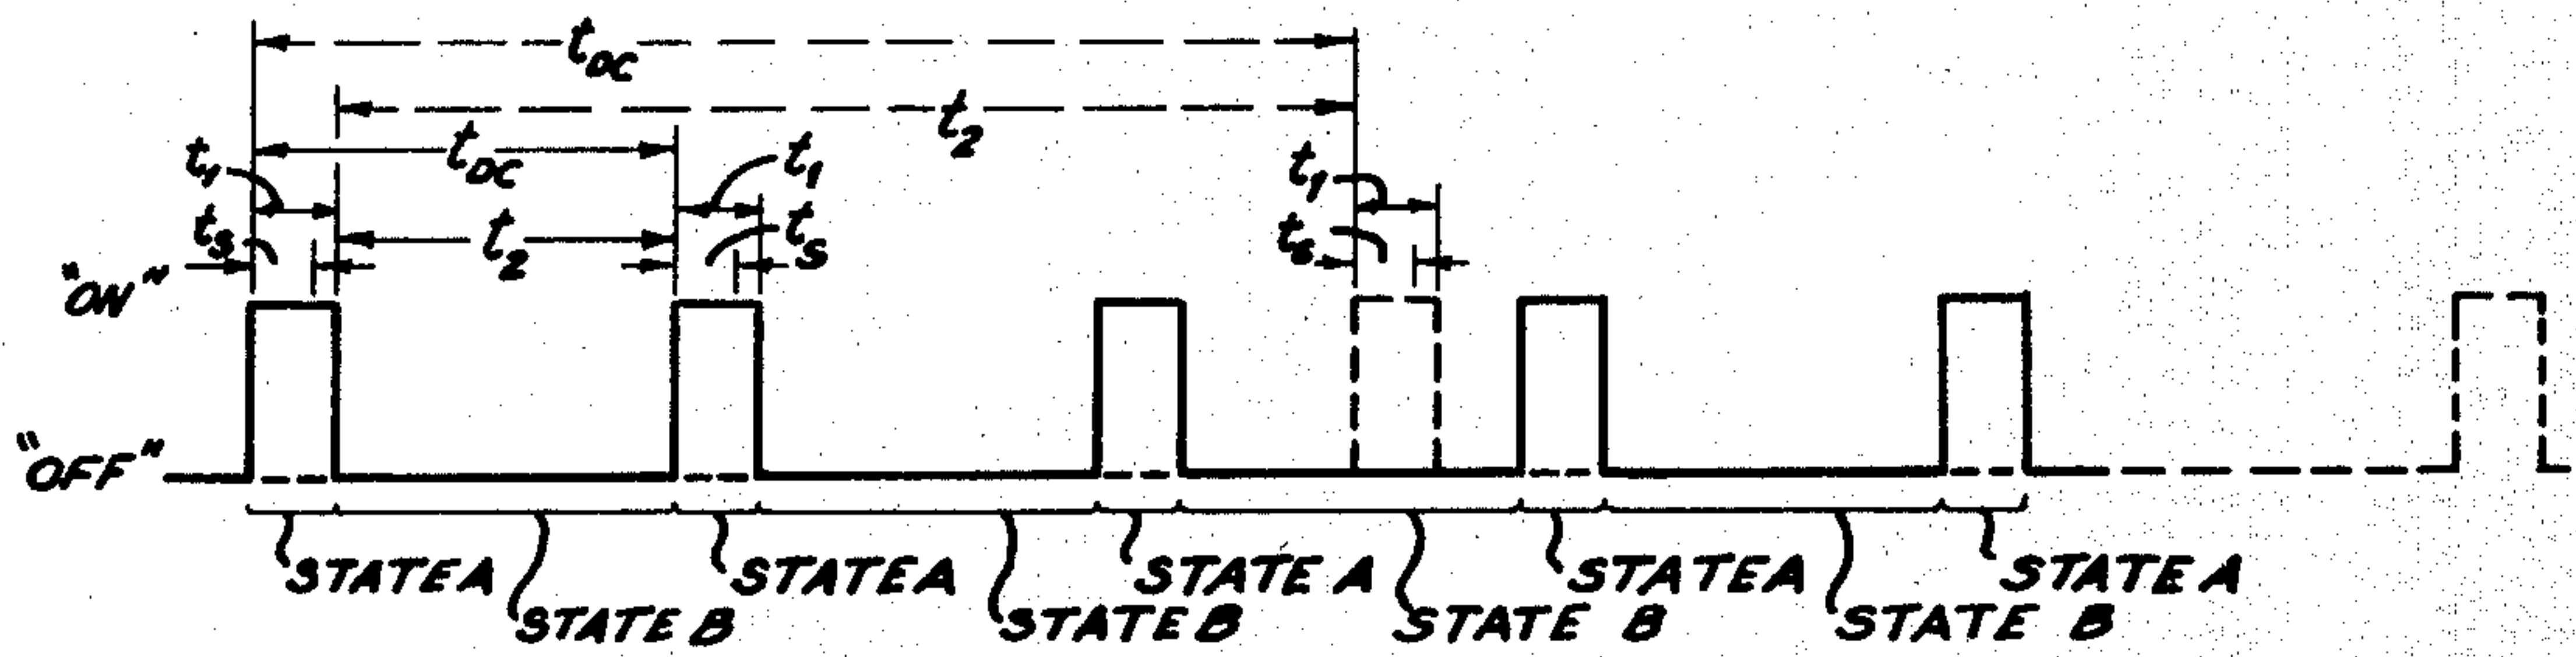 t_DC
t_2
t_DC
t_1
t_1
t_1
t_S
t_2
t_S
t_S
"ON"
"OFF"
STATE A
STATE A
STATE A
STATE A
STATE A
STATE B
STATE B
STATE B
STATE B